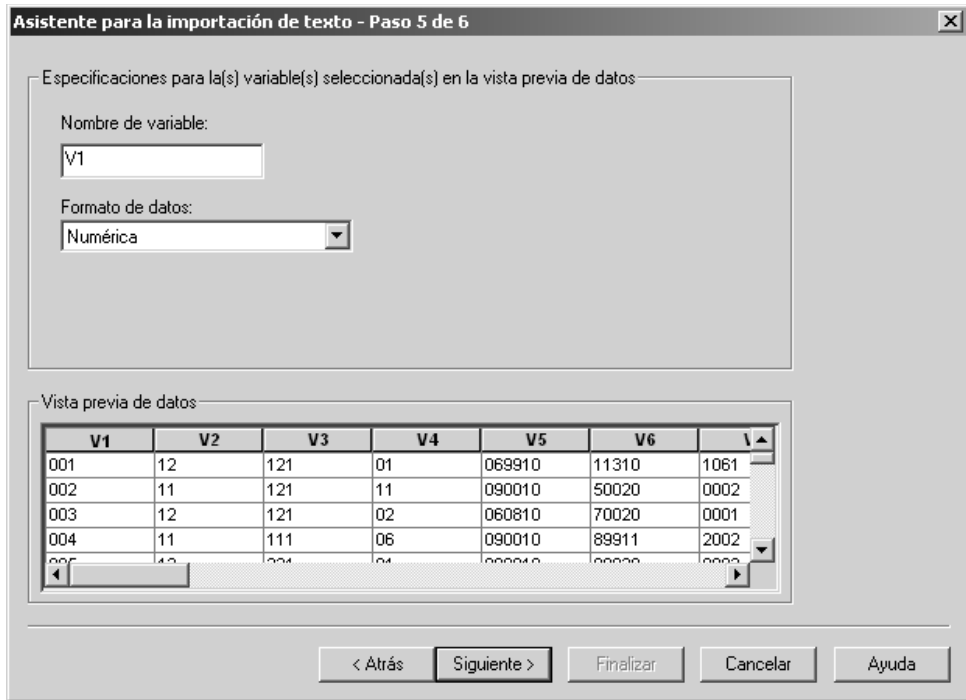 Asistente para la importación de texto - Paso 5 de 6
Especificaciones para la(s) variable(s) seleccionada(s) en la vista previa de datos
Nombre de variable:
V1
Formato de datos:
Numérica
Vista previa de datos
V1 V2 V3 V4 V5 V6
001 12 121 01 069910 11310 1061
002 11 121 11 090010 50020 0002
003 12 121 02 060810 70020 0001
004 11 111 06 090010 89911 2002
< Atrás Siguiente > Finalizar Cancelar Ayuda